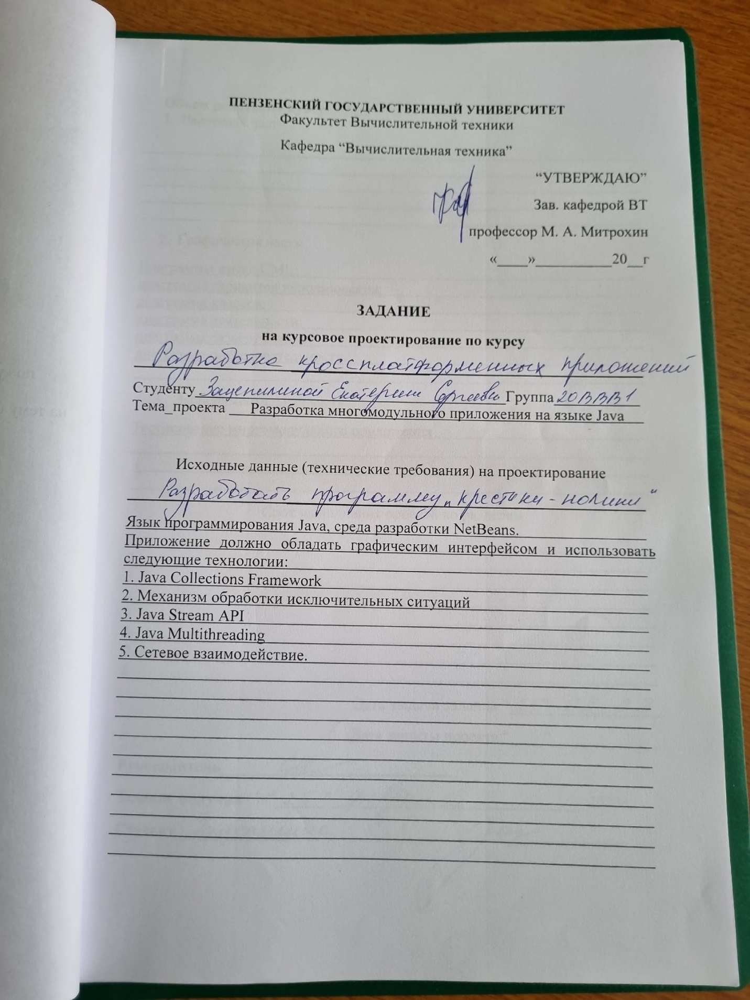 ПЕНЗЕНСКИЙ ГОСУДАРСТВЕННЫЙ УНИВЕРСИТЕТ
Факультет Вычислительной техники
Кафедра “Вычислительная техника”
“УТВЕРЖДАЮ”
Зав. кафедрой ВТ
профессор М. А. Митрохин
«____»__________20__г
ЗАДАНИЕ
на курсовое проектирование по курсу
Разработка кроссплатформенных приложений
Студенту Зацепилиной Екатерине Сергеевне Группа 20ВВВ1
Тема_проекта ___Разработка многомодульного приложения на языке Java
Исходные данные (технические требования) на проектирование
Разработать программу „крестики-нолики“
Язык программирования Java, среда разработки NetBeans.
Приложение должно обладать графическим интерфейсом и использовать
следующие технологии:
1. Java Collections Framework
2. Механизм обработки исключительных ситуаций
3. Java Stream API
4. Java Multithreading
5. Сетевое взаимодействие.